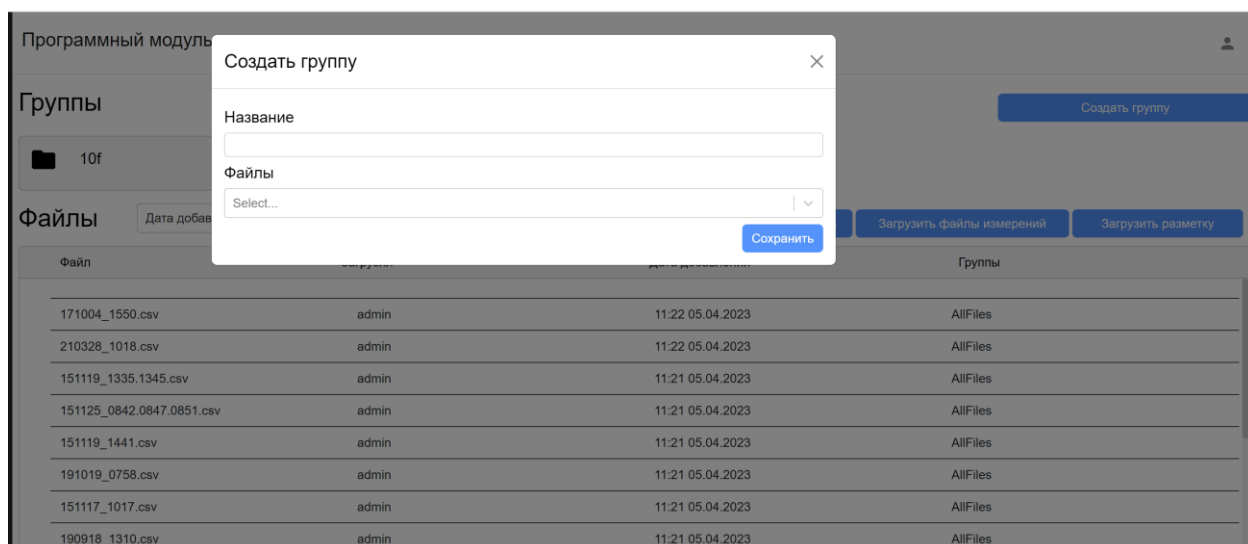 Программный модуль
Создать группу
Группы
Создать группу
Название
10f
Файлы
Select...
Файлы
Дата добав
Загрузить файлы измерений
Загрузить разметку
Сохранить
Файл
Группы
171004_1550.csv admin 11:22 05.04.2023 AllFiles
210328_1018.csv admin 11:22 05.04.2023 AllFiles
151119_1335.1345.csv admin 11:21 05.04.2023 AllFiles
151125_0842.0847.0851.csv admin 11:21 05.04.2023 AllFiles
151119_1441.csv admin 11:21 05.04.2023 AllFiles
191019_0758.csv admin 11:21 05.04.2023 AllFiles
151117_1017.csv admin 11:21 05.04.2023 AllFiles
190918_1310.csv admin 11:21 05.04.2023 AllFiles